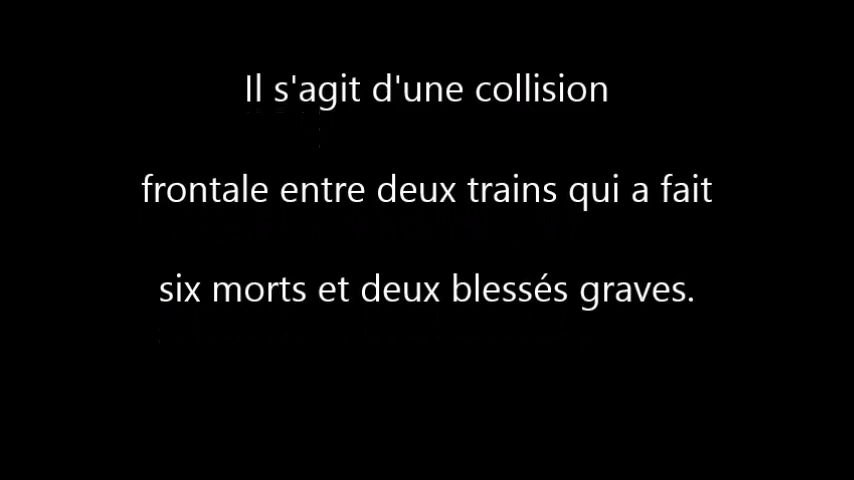 Il s'agit d'une collision
frontale entre deux trains qui a fait
six morts et deux blessés graves.